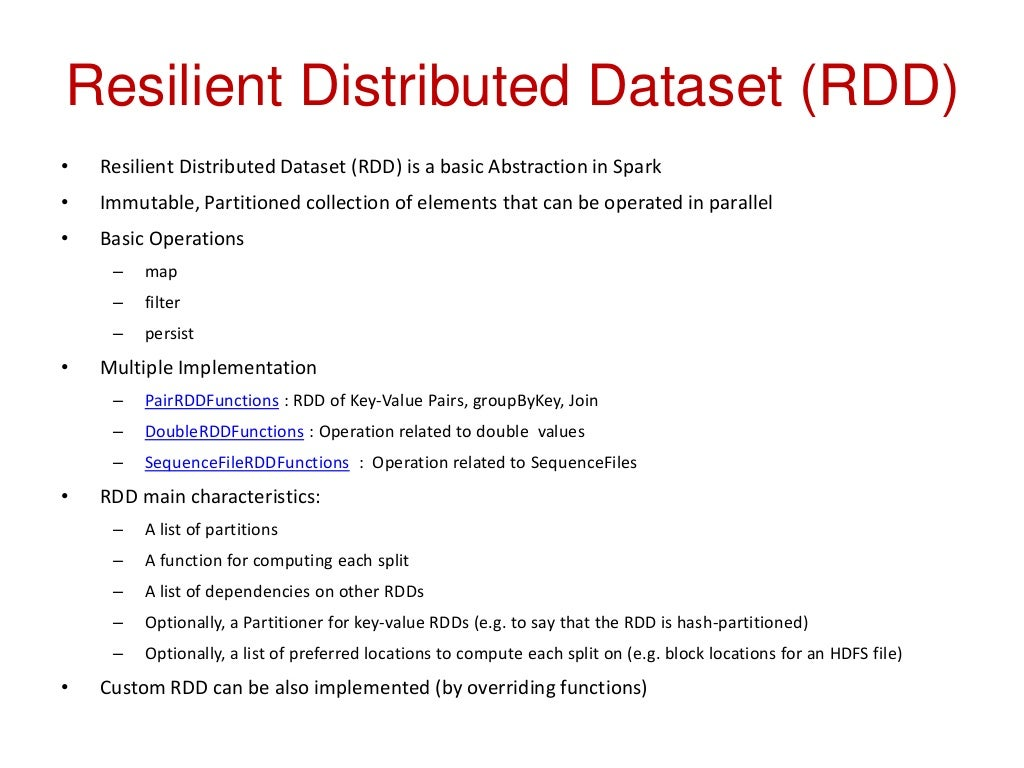 Resilient Distributed Dataset (RDD)
• Resilient Distributed Dataset (RDD) is a basic Abstraction in Spark
• Immutable, Partitioned collection of elements that can be operated in parallel
• Basic Operations
– map
– filter
– persist
• Multiple Implementation
– PairRDDFunctions : RDD of Key-Value Pairs, groupByKey, Join
– DoubleRDDFunctions : Operation related to double values
– SequenceFileRDDFunctions : Operation related to SequenceFiles
• RDD main characteristics:
– A list of partitions
– A function for computing each split
– A list of dependencies on other RDDs
– Optionally, a Partitioner for key-value RDDs (e.g. to say that the RDD is hash-partitioned)
– Optionally, a list of preferred locations to compute each split on (e.g. block locations for an HDFS file)
• Custom RDD can be also implemented (by overriding functions)